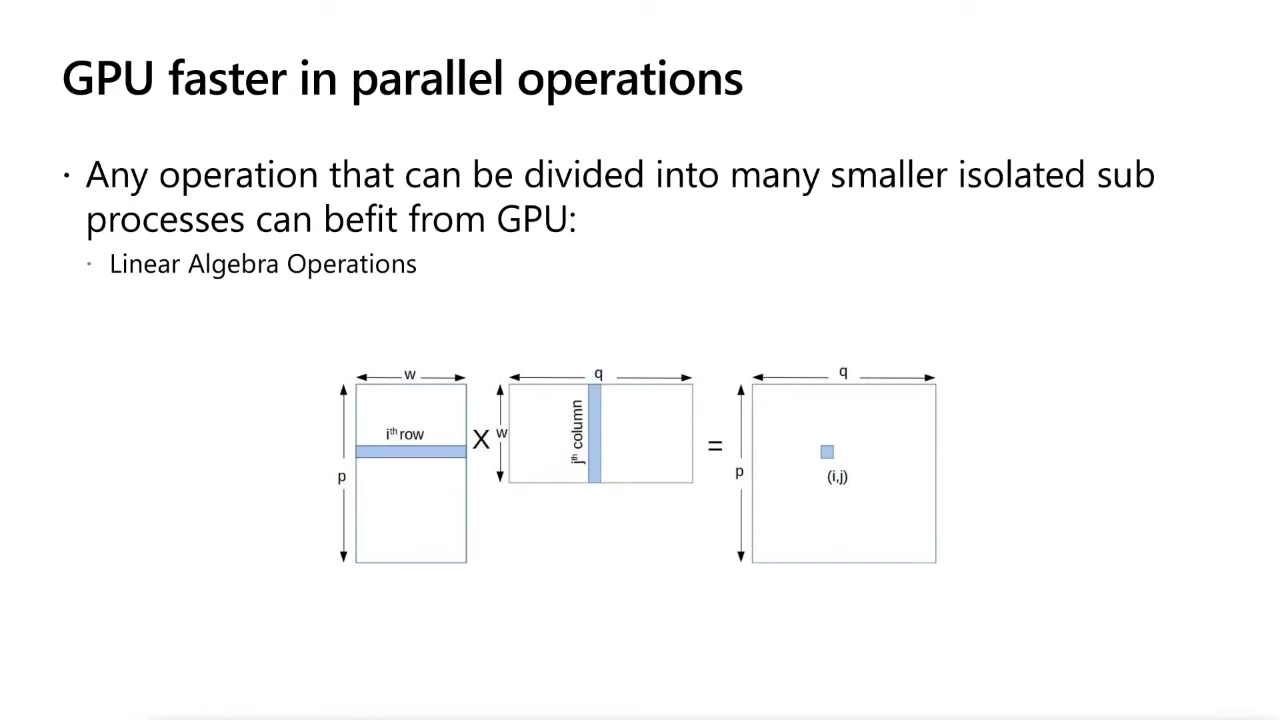 GPU faster in parallel operations
· Any operation that can be divided into many smaller isolated sub
processes can befit from GPU:
· Linear Algebra Operations
w
q
q
ith row
X
w
jth column
=
p
p
(i,j)